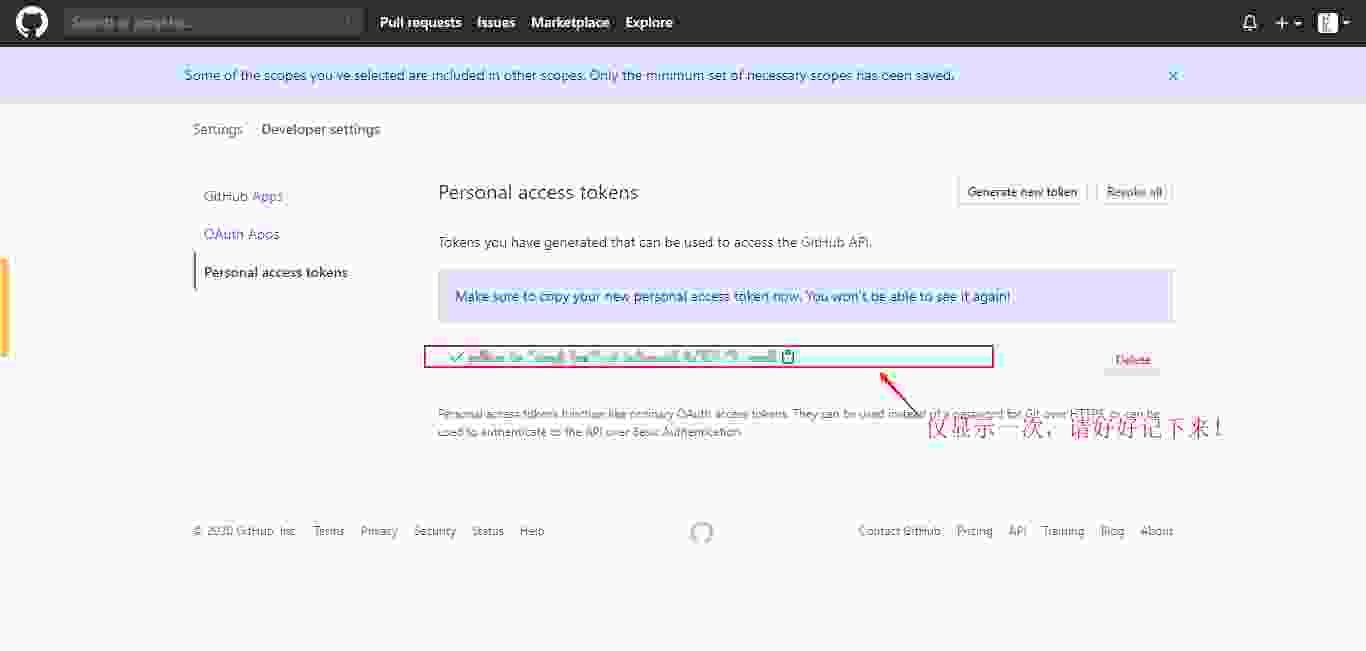 Search or jump to...
Pull requests Issues Marketplace Explore
Some of the scopes you've selected are included in other scopes. Only the minimum set of necessary scopes has been saved.
Settings Developer settings
GitHub Apps
OAuth Apps
Personal access tokens
Personal access tokens
Generate new token
Revoke all
Tokens you have generated that can be used to access the GitHub API.
Make sure to copy your new personal access token now. You won't be able to see it again!
Delete
Personal access tokens function like ordinary OAuth access tokens. They can be used instead of a password for Git over HTTPS, or can be
used to authenticate to the API over Basic Authentication.
仅显示一次，请好好记下来！
© 2020 GitHub, Inc. Terms Privacy Security Status Help
Contact GitHub Pricing API Training Blog About